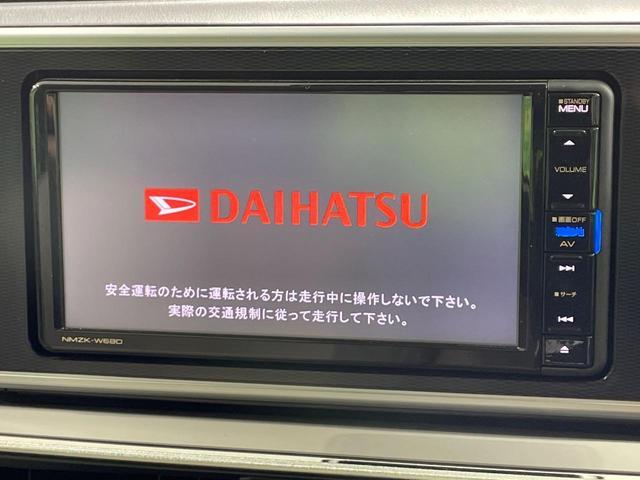 DAIHATSU
安全運転のために運転される方は走行中に操作しないで下さい。
実際の交通規制に従って走行して下さい。
NMZK-W68D
STANDBY
MENU
VOLUME
画面OFF
AV
サーチ